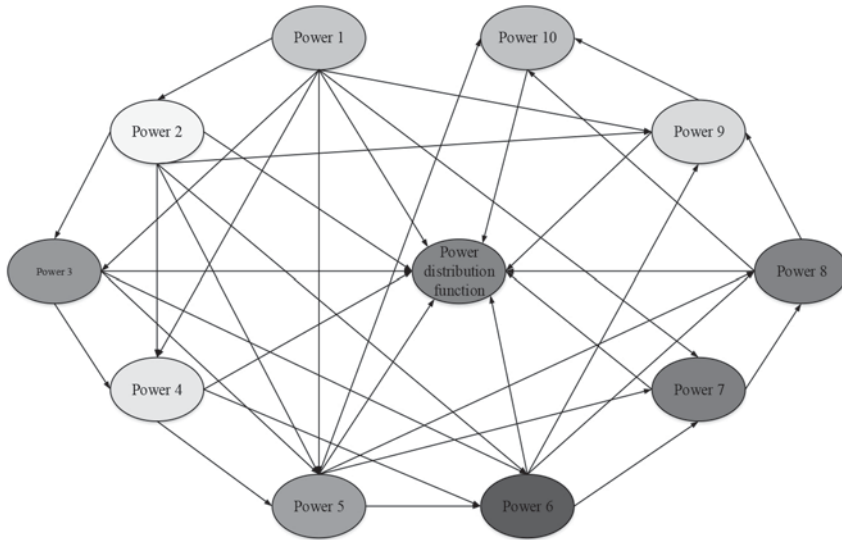 Power 1
Power 10
Power 2
Power 9
Power 3
Power
distribution
function
Power 8
Power 4
Power 7
Power 5
Power 6